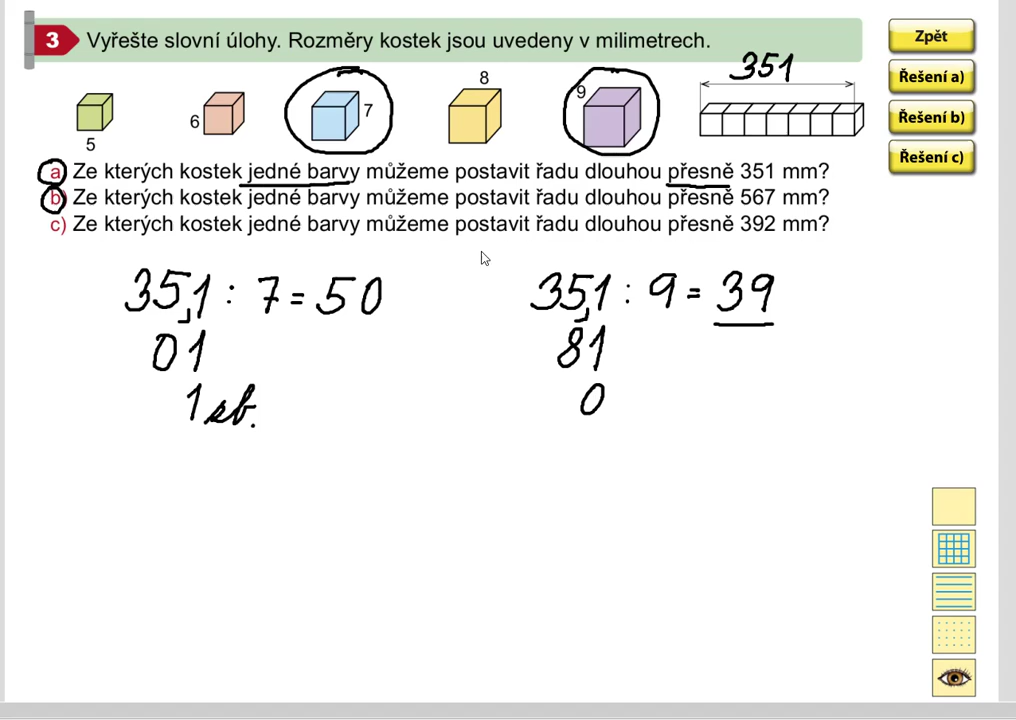 3 Vyřešte slovní úlohy. Rozměry kostek jsou uvedeny v milimetrech.
Zpět
Řešení a)
Řešení b)
Řešení c)
5
6
7
8
9
351
a) Ze kterých kostek jedné barvy můžeme postavit řadu dlouhou přesně 351 mm?
b) Ze kterých kostek jedné barvy můžeme postavit řadu dlouhou přesně 567 mm?
c) Ze kterých kostek jedné barvy můžeme postavit řadu dlouhou přesně 392 mm?
351 : 7 = 50
01
1 zb.
351 : 9 = 39
81
0